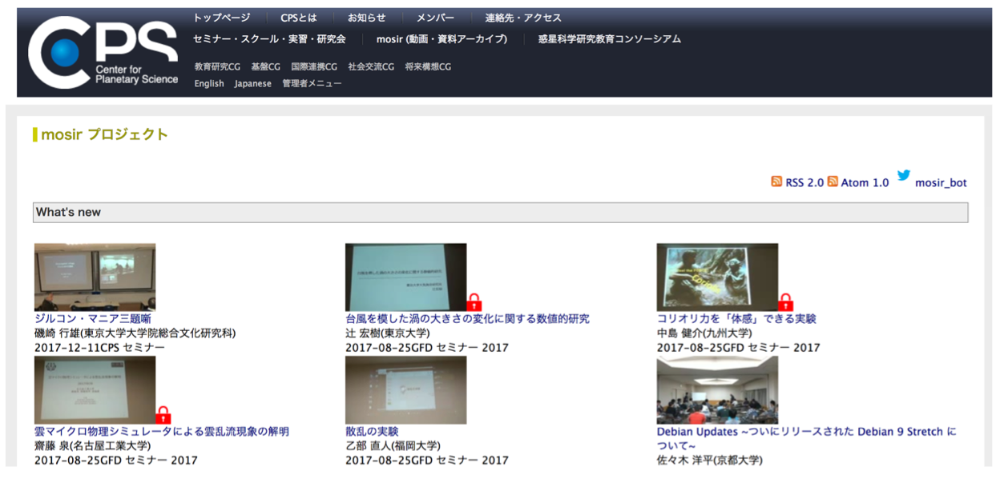 トップページ CPSとは お知らせ メンバー 連絡先・アクセス
セミナー・スクール・実習・研究会 mosir (動画・資料アーカイブ) 惑星科学研究教育コンソーシアム
CPS
Center for
Planetary Science
教育研究CG 基盤CG 国際連携CG 社会交流CG 将来構想CG
English Japanese 管理者メニュー
mosir プロジェクト
RSS 2.0 Atom 1.0 mosir_bot
What's new
ジルコン・マニア三題噺
磯﨑 行雄(東京大学大学院総合文化研究科)
2017-12-11CPS セミナー
台風を模した渦の大きさの変化に関する数値的研究
辻 宏樹(東京大学)
2017-08-25GFD セミナー 2017
コリオリ力を「体感」できる実験
中島 健介(九州大学)
2017-08-25GFD セミナー 2017
雲マイクロ物理シミュレータによる雲乱流現象の解明
齋藤 泉(名古屋工業大学)
2017-08-25GFD セミナー 2017
散乱の実験
乙部 直人(福岡大学)
2017-08-25GFD セミナー 2017
Debian Updates ~ついにリリースされた Debian 9 Stretch に
ついて~
佐々木 洋平(京都大学)